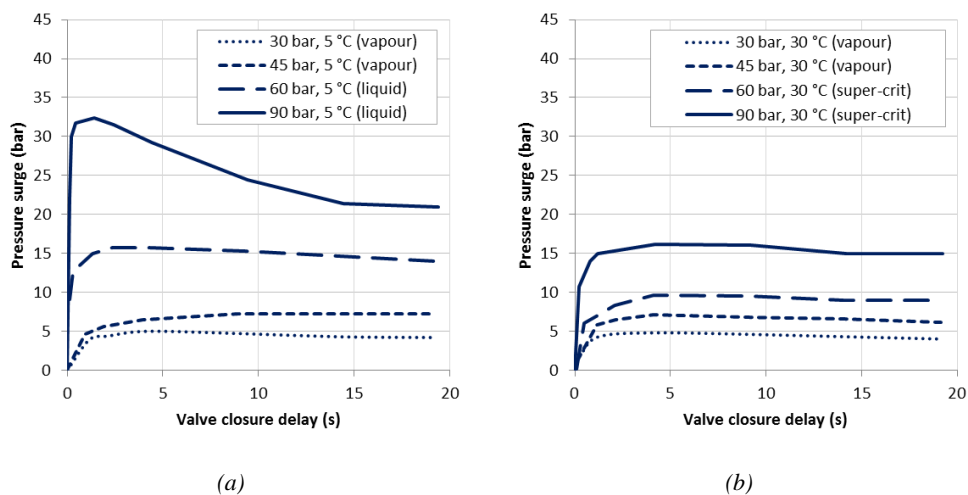 Pressure surge (bar)
45
40
35
30
25
20
15
10
5
0
30 bar, 5 °C (vapour)
45 bar, 5 °C (vapour)
60 bar, 5 °C (liquid)
90 bar, 5 °C (liquid)
0 5 10 15 20
Valve closure delay (s)
(a)
Pressure surge (bar)
45
40
35
30
25
20
15
10
5
0
30 bar, 30 °C (vapour)
45 bar, 30 °C (vapour)
60 bar, 30 °C (super-crit)
90 bar, 30 °C (super-crit)
0 5 10 15 20
Valve closure delay (s)
(b)